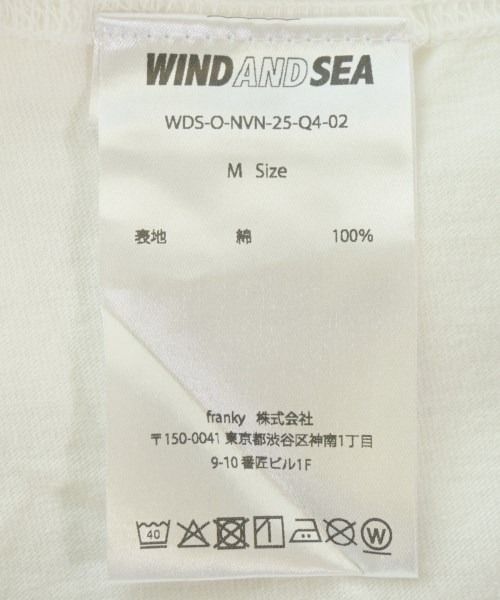 WIND AND SEA
WDS-O-NVN-25-Q4-02
M Size
表地 綿 100%
franky 株式会社
〒150-0041 東京都渋谷区神南1丁目
9-10 番匠ビル1F
40 W